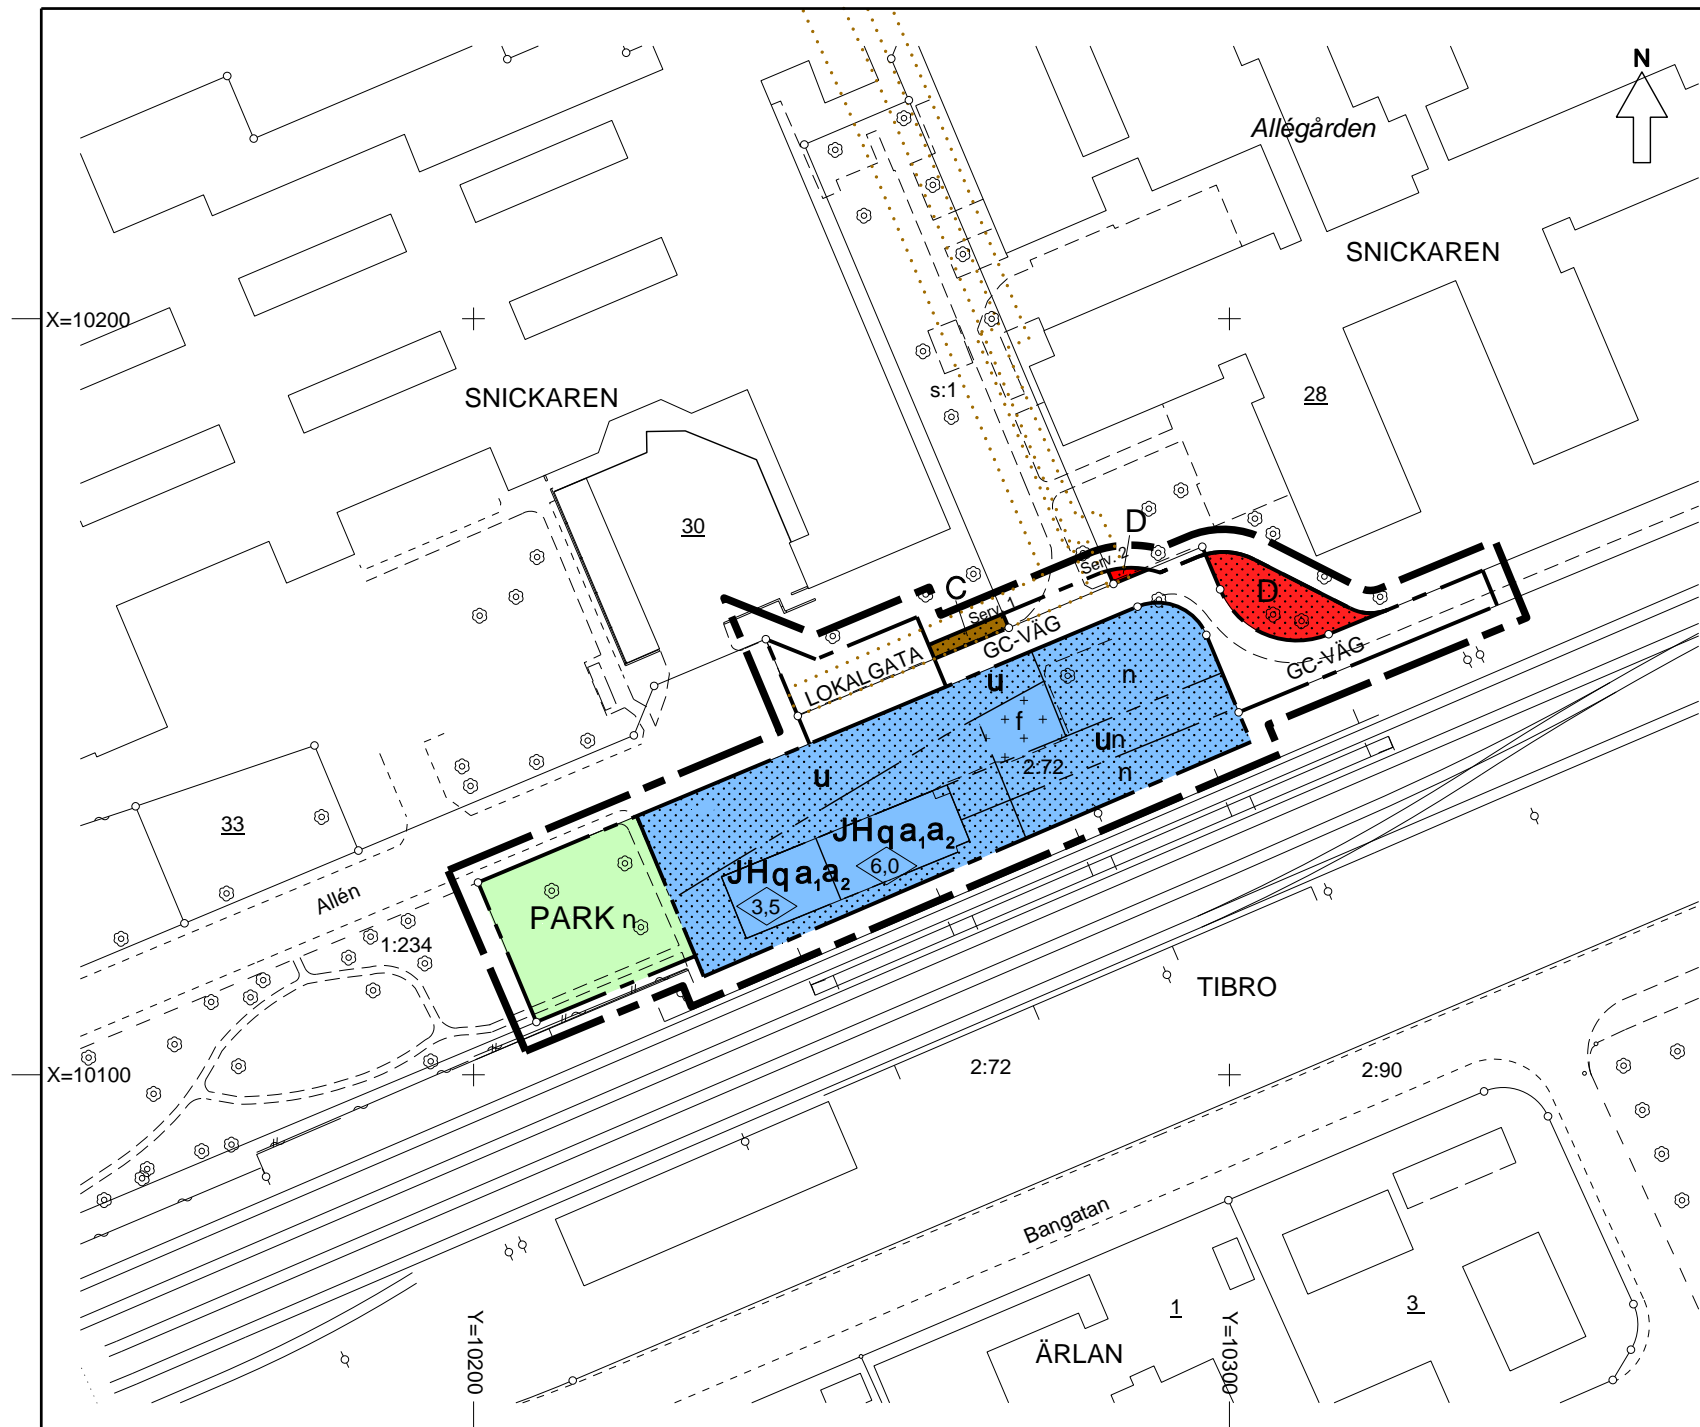 N
Allégården
SNICKAREN
X=10200
s:1
SNICKAREN
28
30
D
Serv. 2
C
D
Serv. 1
GC-VÄG
GC-VÄG
LOKALGATA
u
n
f
u
n
2:72
n
u
33
JHqa1a2
6,0
JHqa1a2
3,5
Allén
PARK n
1:234
TIBRO
X=10100
2:72
2:90
Bangatan
1
3
Y=10200
Y=10300
ÄRLAN